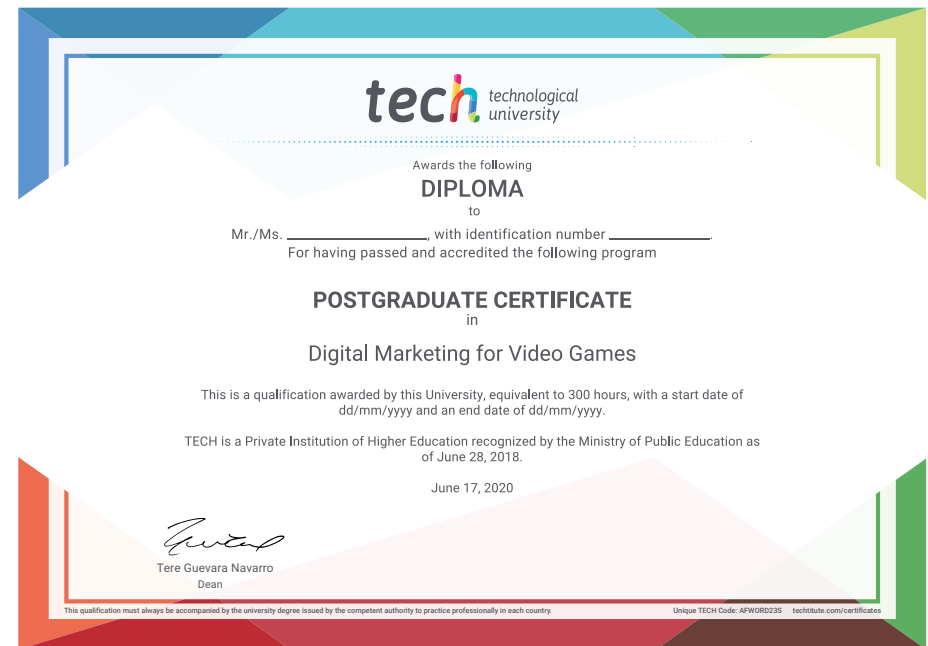 tech technological
university
Awards the following
DIPLOMA
to
Mr./Ms. ____________________, with identification number ______________.
For having passed and accredited the following program
POSTGRADUATE CERTIFICATE
in
Digital Marketing for Video Games
This is a qualification awarded by this University, equivalent to 300 hours, with a start date of
dd/mm/yyyy and an end date of dd/mm/yyyy.
TECH is a Private Institution of Higher Education recognized by the Ministry of Public Education as
of June 28, 2018.
June 17, 2020
Tere Guevara Navarro
Dean
This qualification must always be accompanied by the university degree issued by the competent authority to practice professionally in each country.
Unique TECH Code: AFWORD23S techtitute.com/certificates